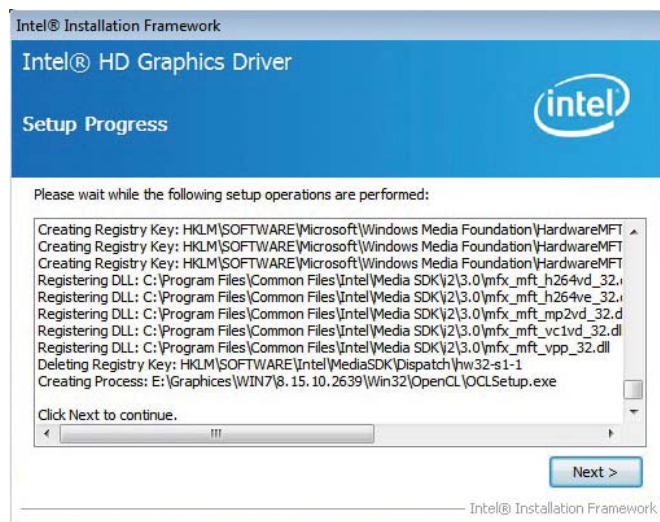 Intel® Installation Framework
Intel® HD Graphics Driver
intel
Setup Progress
Please wait while the following setup operations are performed:
Creating Registry Key: HKLM\SOFTWARE\Microsoft\Windows Media Foundation\HardwareMFT
Creating Registry Key: HKLM\SOFTWARE\Microsoft\Windows Media Foundation\HardwareMFT
Creating Registry Key: HKLM\SOFTWARE\Microsoft\Windows Media Foundation\HardwareMFT
Registering DLL: C:\Program Files\Common Files\Intel\Media SDK\i2\3.0\mfx_mft_h264vd_32.
Registering DLL: C:\Program Files\Common Files\Intel\Media SDK\i2\3.0\mfx_mft_h264ve_32.
Registering DLL: C:\Program Files\Common Files\Intel\Media SDK\i2\3.0\mfx_mft_mp2vd_32.d
Registering DLL: C:\Program Files\Common Files\Intel\Media SDK\i2\3.0\mfx_mft_vc1vd_32.dl
Registering DLL: C:\Program Files\Common Files\Intel\Media SDK\i2\3.0\mfx_mft_vpp_32.dll
Deleting Registry Key: HKLM\SOFTWARE\Intel\MediaSDK\Dispatch\hw32-s1-1
Creating Process: E:\Graphices\WIN7\8.15.10.2639\Win32\OpenCL\OCLSetup.exe
Click Next to continue.
Next >
Intel® Installation Framework